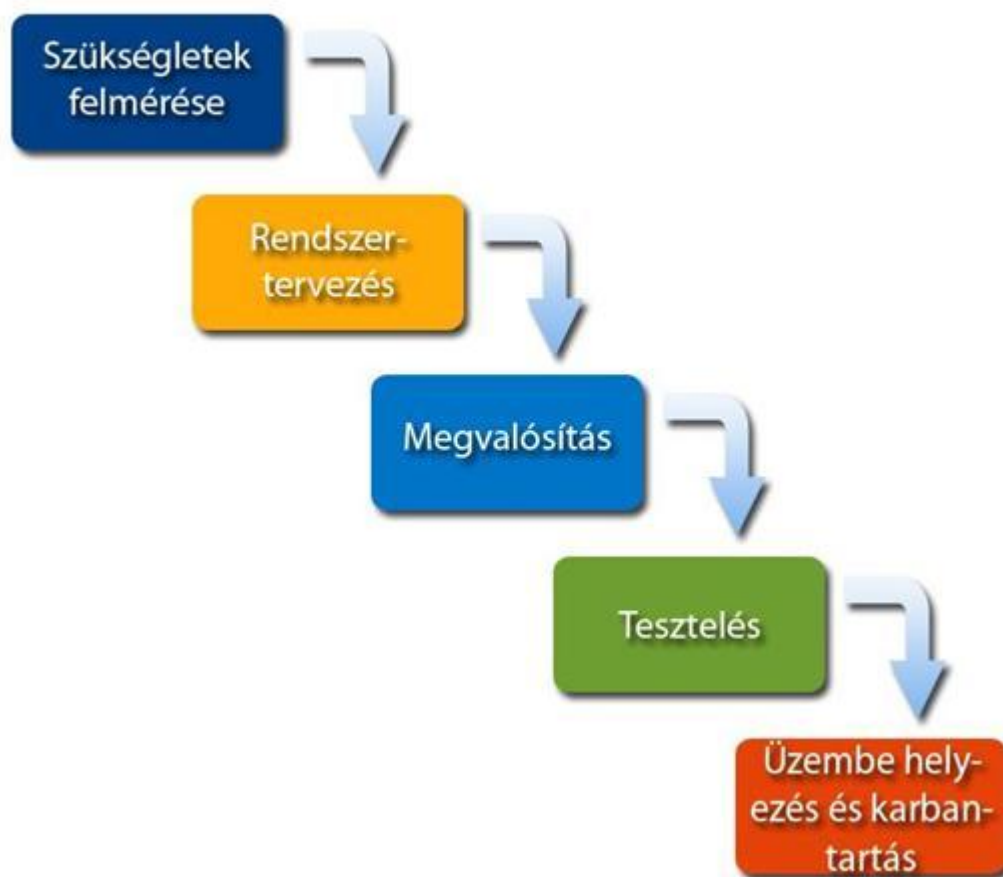 Szükségletek
felmérése
Rendszer-
tervezés
Megvalósítás
Tesztelés
Üzembe hely-
ezés és karban-
tartás